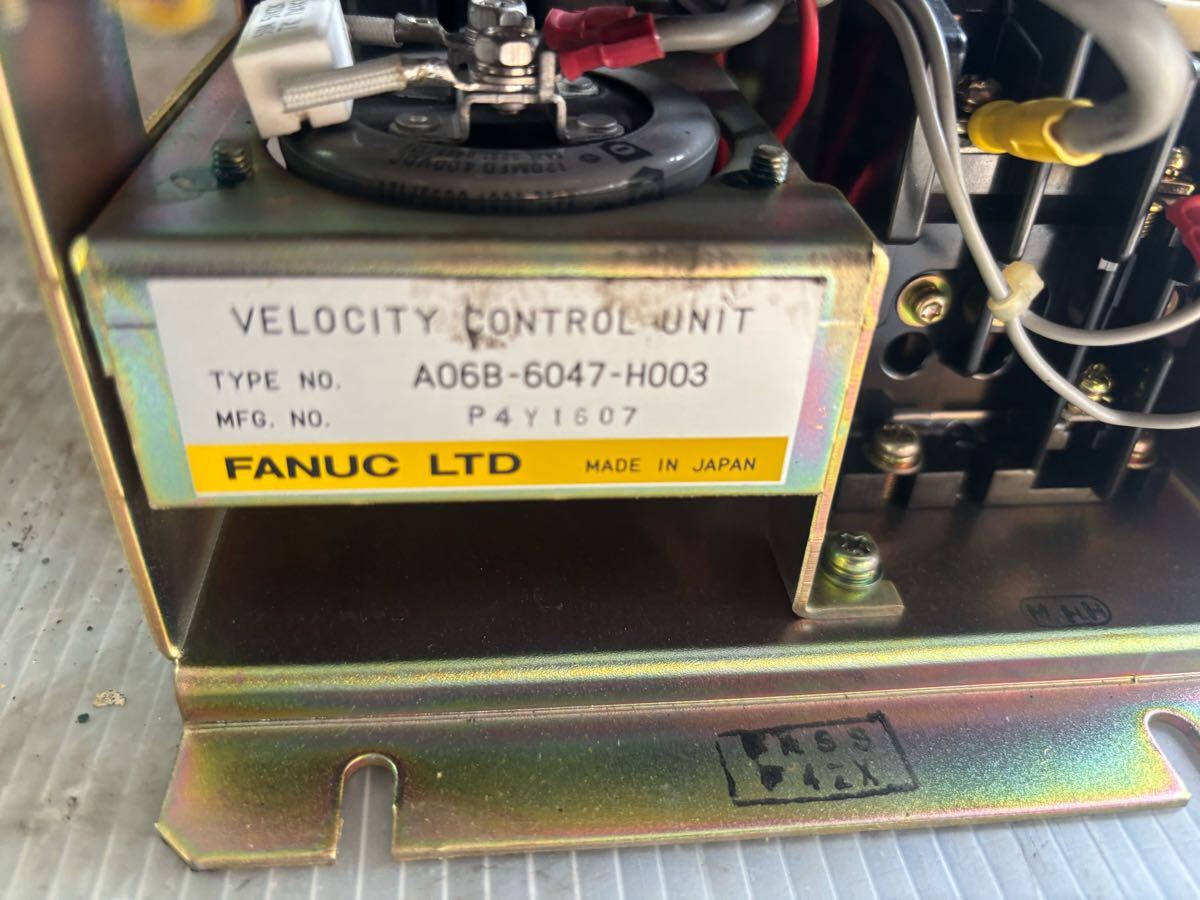 VELOCITY CONTROL UNIT
TYPE NO. A06B-6047-H003
MFG. NO. P4Y1607
FANUC LTD MADE IN JAPAN